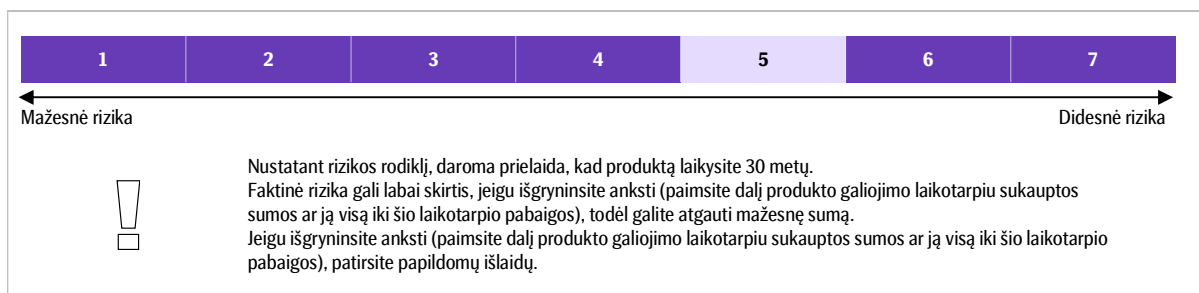 1 2 3 4 5 6 7
Mažesnė rizika Didesnė rizika
Nustatant rizikos rodiklį, daroma prielaida, kad produktą laikysite 30 metų.
Faktinė rizika gali labai skirtis, jeigu išgryninsite anksti (paimsite dalį produkto galiojimo laikotarpiu sukauptos
sumos ar ją visą iki šio laikotarpio pabaigos), todėl galite atgauti mažesnę sumą.
Jeigu išgryninsite anksti (paimsite dalį produkto galiojimo laikotarpiu sukauptos sumos ar ją visą iki šio laikotarpio
pabaigos), patirsite papildomų išlaidų.